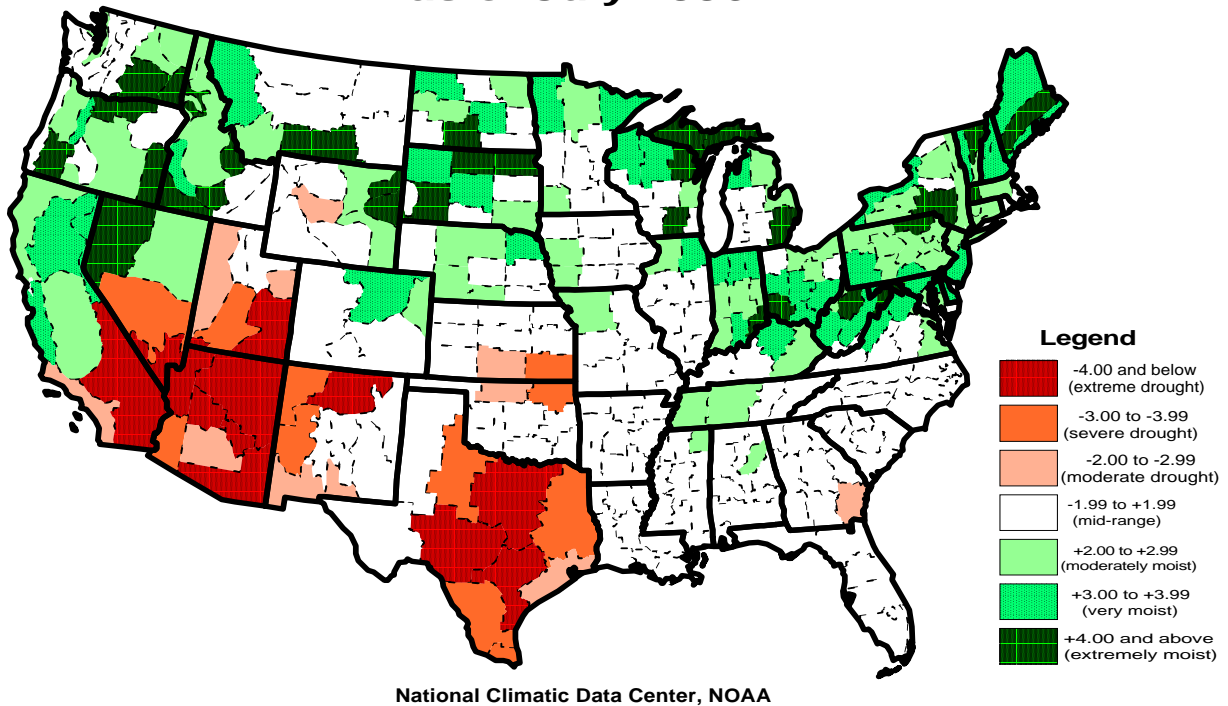 Legend
-4.00 and below
(extreme drought)
-3.00 to -3.99
(severe drought)
-2.00 to -2.99
(moderate drought)
-1.99 to +1.99
(mid-range)
+2.00 to +2.99
(moderately moist)
+3.00 to +3.99
(very moist)
+4.00 and above
(extremely moist)
National Climatic Data Center, NOAA